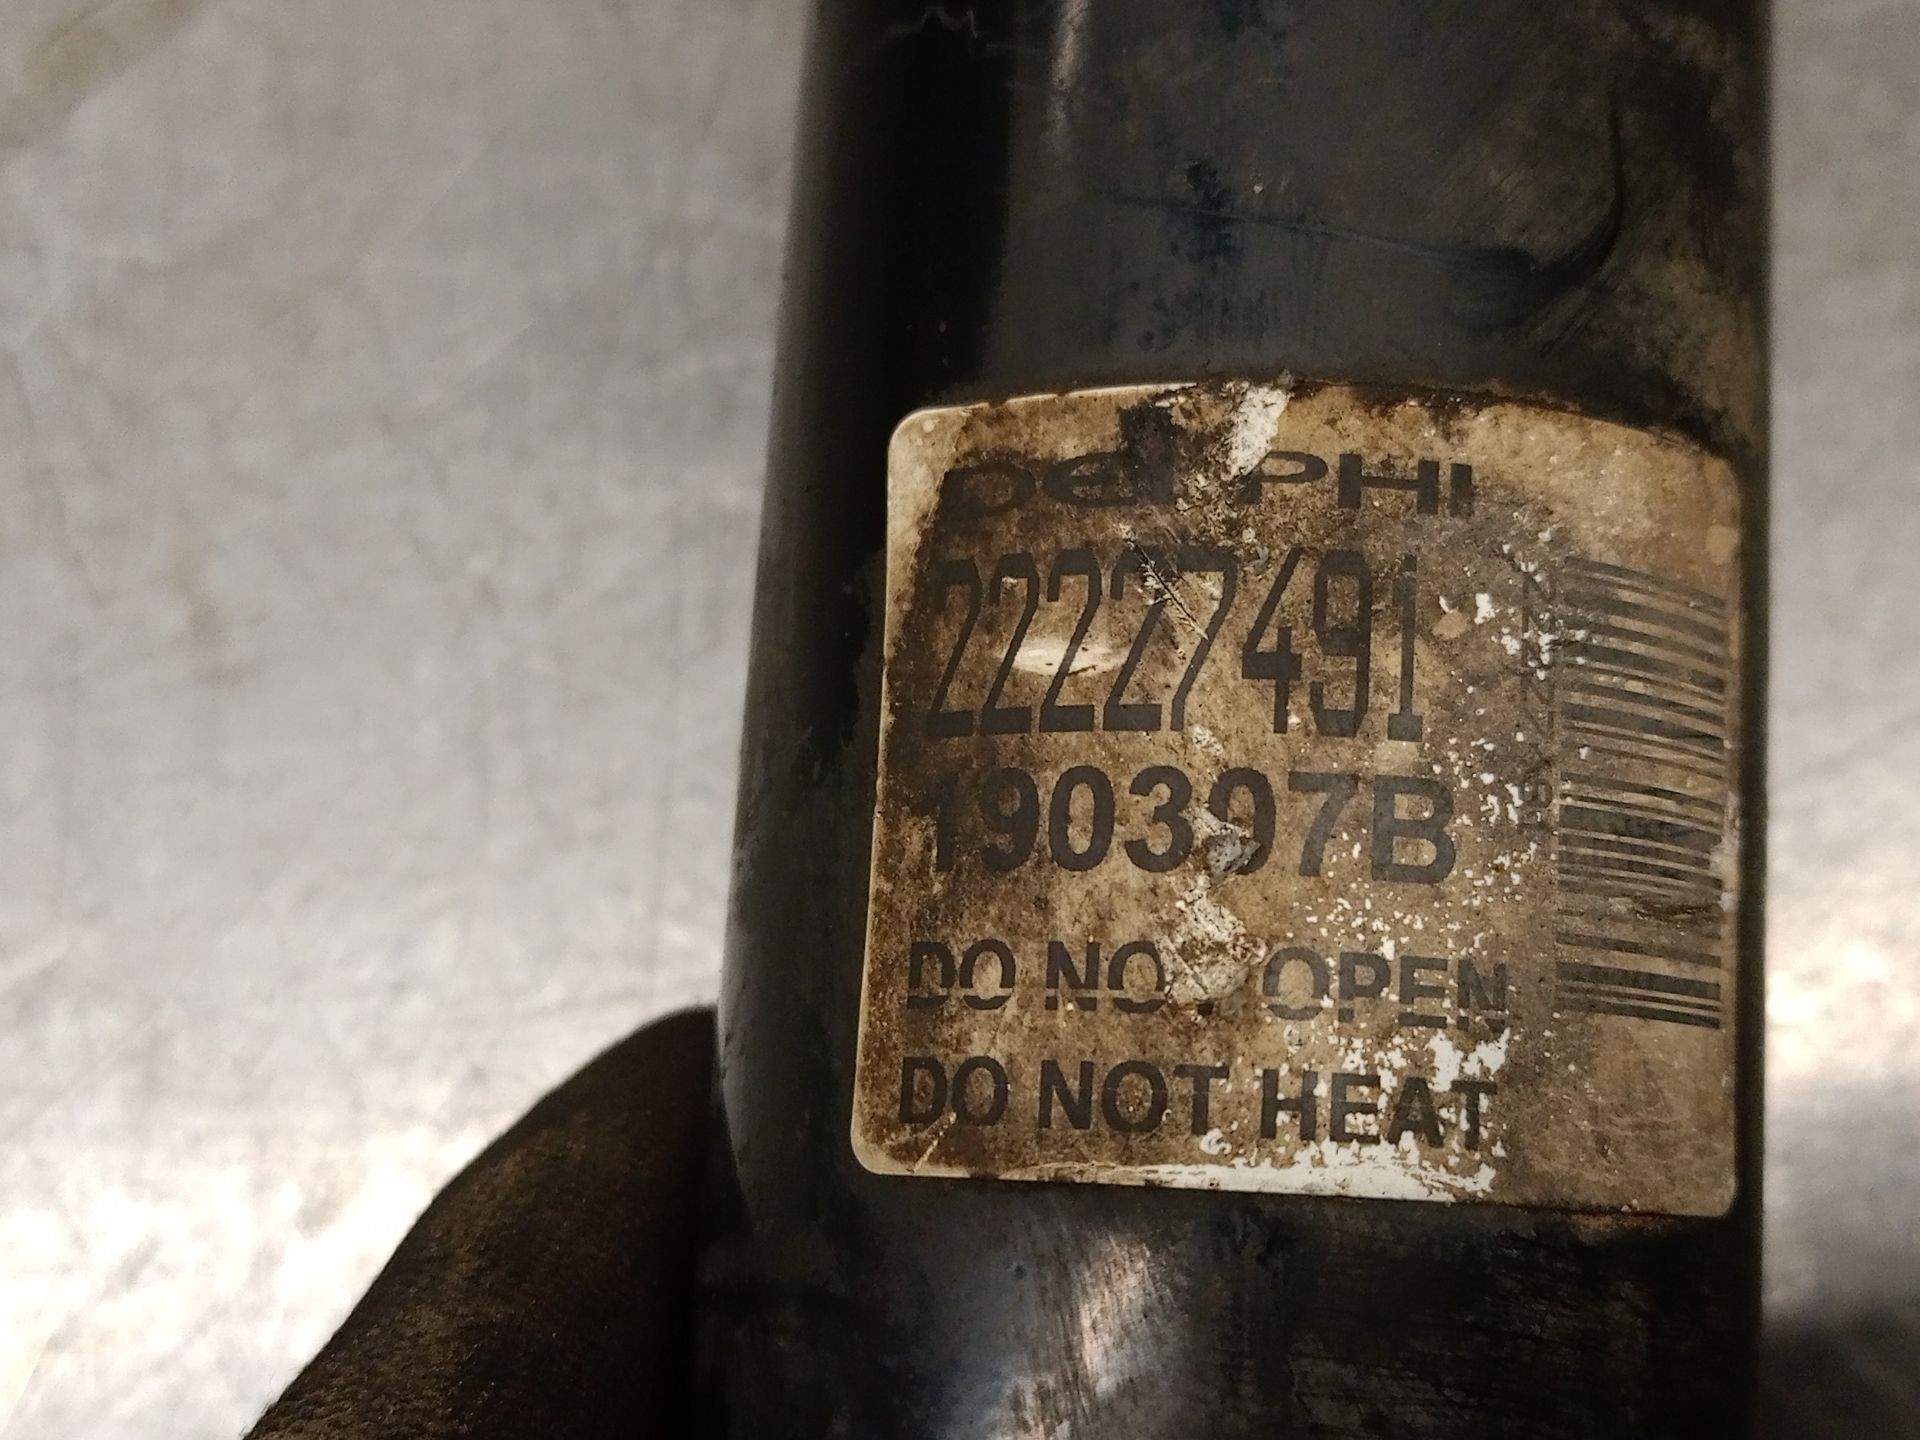 DELPHI
22227491
190397B
DO NOT OPEN
DO NOT HEAT